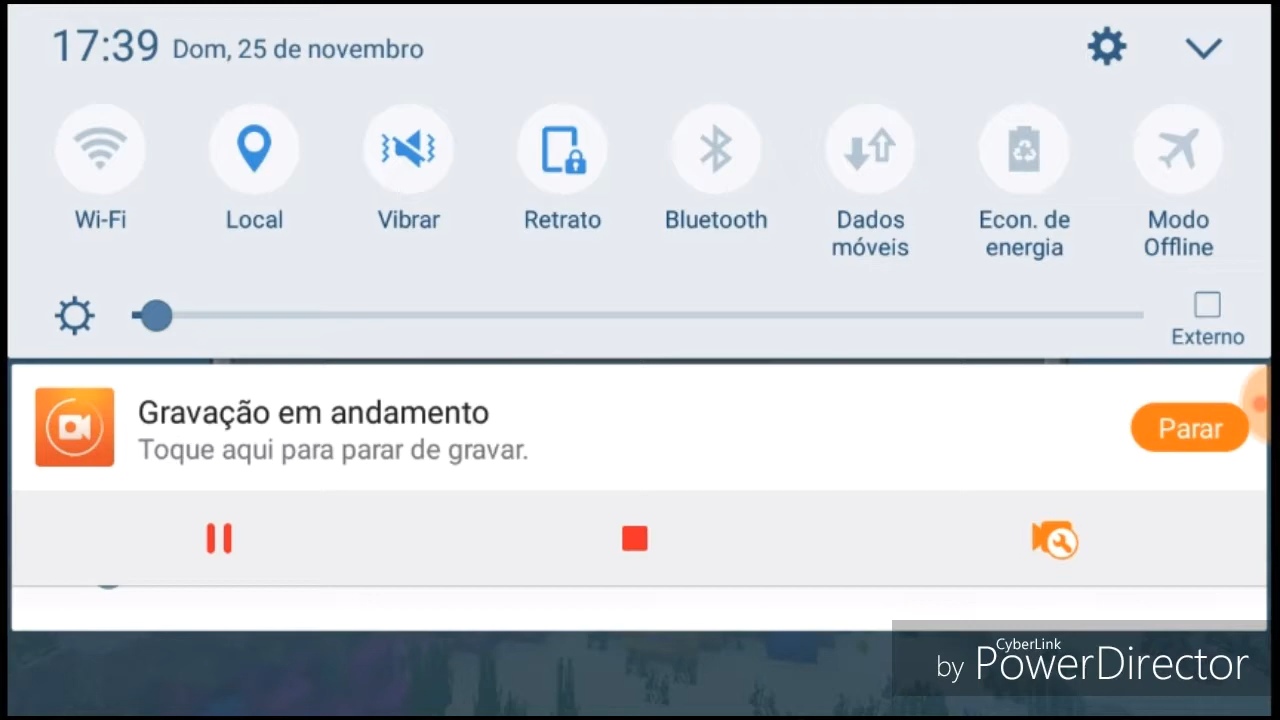 17:39 Dom, 25 de novembro
Wi-Fi
Local
Vibrar
Retrato
Bluetooth
Dados
móveis
Econ. de
energia
Modo
Offline
Externo
Gravação em andamento
Toque aqui para parar de gravar.
Parar
CyberLink
by PowerDirector